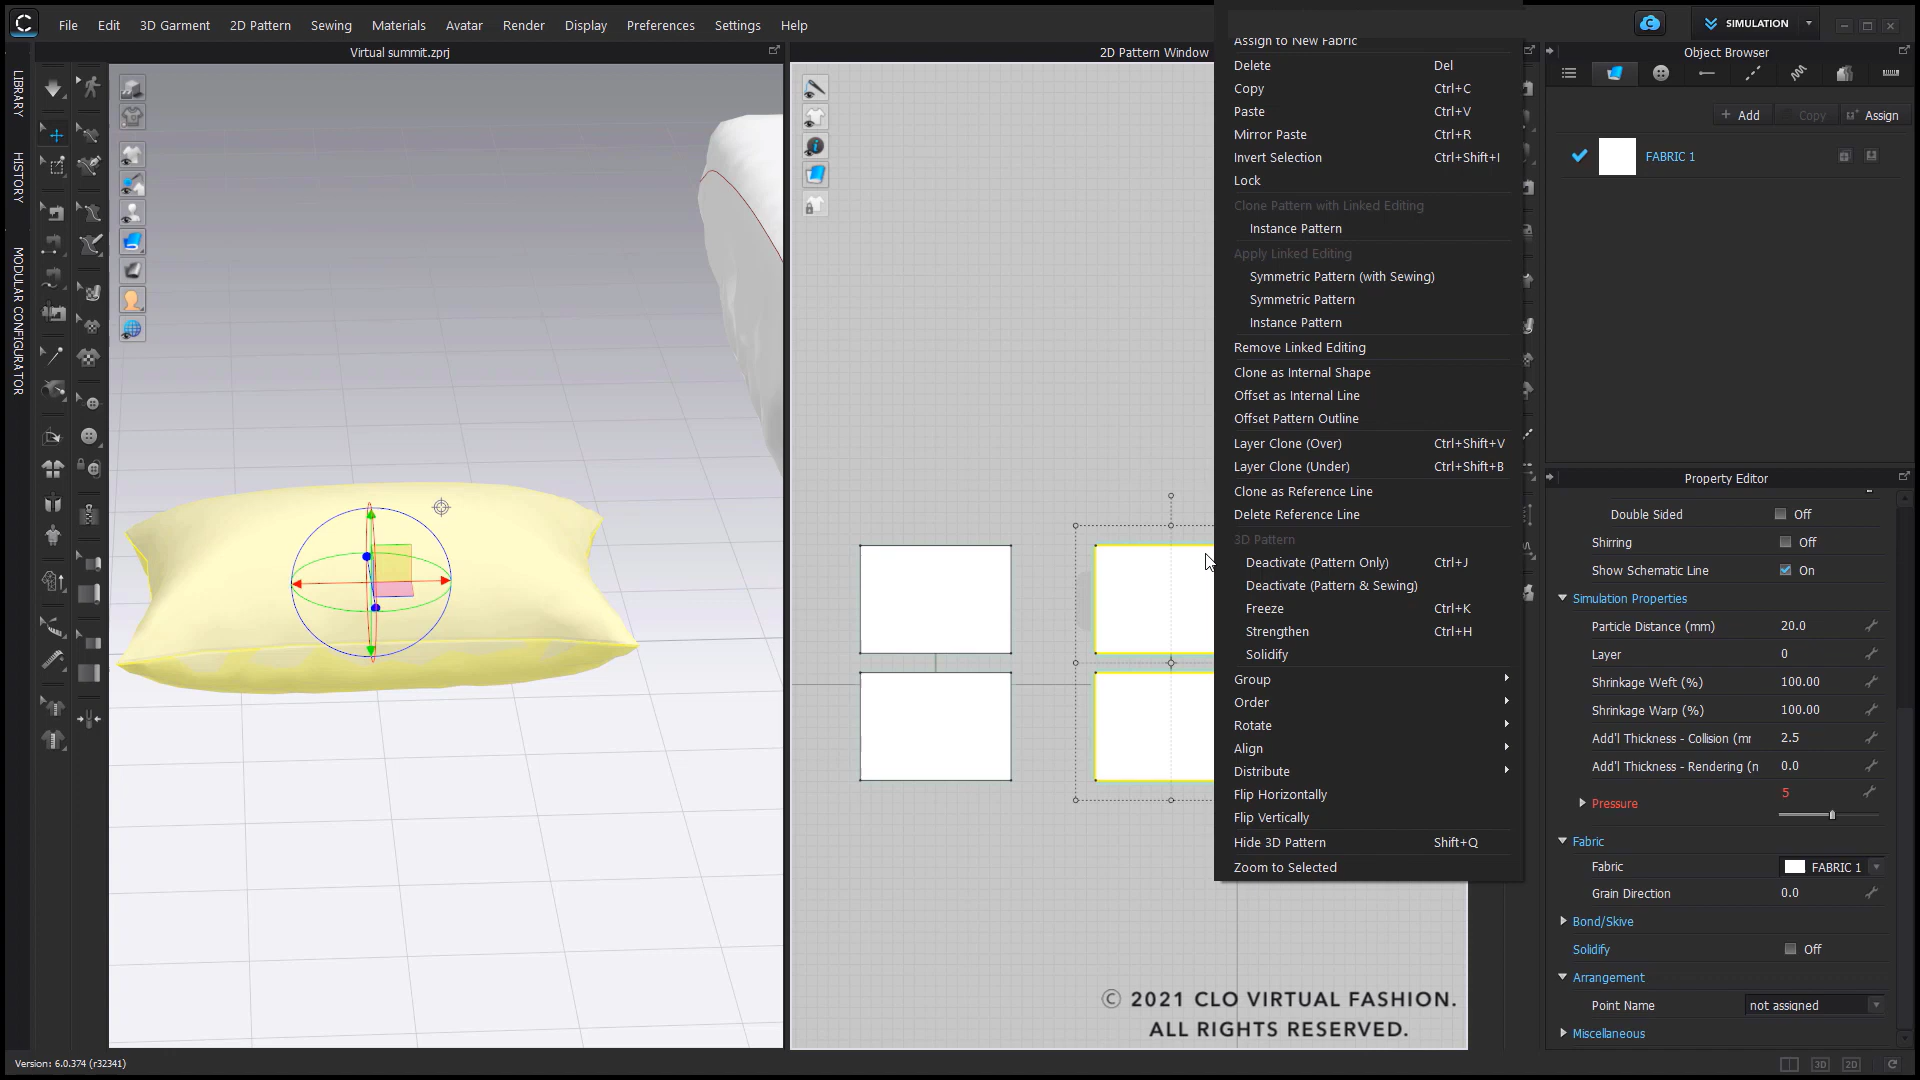 File Edit 3D Garment 2D Pattern Sewing Materials Avatar Render Display Preferences Settings Help
SIMULATION
Virtual summit.zprj
2D Pattern Window
Object Browser
LIBRARY
HISTORY
MODULAR CONFIGURATOR
Assign to New Fabric
Delete Del
Copy Ctrl+C
Paste Ctrl+V
Mirror Paste Ctrl+R
Invert Selection Ctrl+Shift+I
Lock
Clone Pattern with Linked Editing
Instance Pattern
Apply Linked Editing
Symmetric Pattern (with Sewing)
Symmetric Pattern
Instance Pattern
Remove Linked Editing
Clone as Internal Shape
Offset as Internal Line
Offset Pattern Outline
Layer Clone (Over) Ctrl+Shift+V
Layer Clone (Under) Ctrl+Shift+B
Clone as Reference Line
Delete Reference Line
3D Pattern
Deactivate (Pattern Only) Ctrl+J
Deactivate (Pattern & Sewing)
Freeze Ctrl+K
Strengthen Ctrl+H
Solidify
Group
Order
Rotate
Align
Distribute
Flip Horizontally
Flip Vertically
Hide 3D Pattern Shift+Q
Zoom to Selected
+ Add Copy Assign
FABRIC 1
Property Editor
Double Sided Off
Shirring Off
Show Schematic Line On
Simulation Properties
Particle Distance (mm) 20.0
Layer 0
Shrinkage Weft (%) 100.00
Shrinkage Warp (%) 100.00
Add'l Thickness - Collision (mr 2.5
Add'l Thickness - Rendering (n 0.0
Pressure 5
Fabric
Fabric FABRIC 1
Grain Direction 0.0
Bond/Skive
Solidify Off
Arrangement
Point Name not assigned
Miscellaneous
© 2021 CLO VIRTUAL FASHION.
ALL RIGHTS RESERVED.
Version: 6.0.374 (r32341)
3D 2D